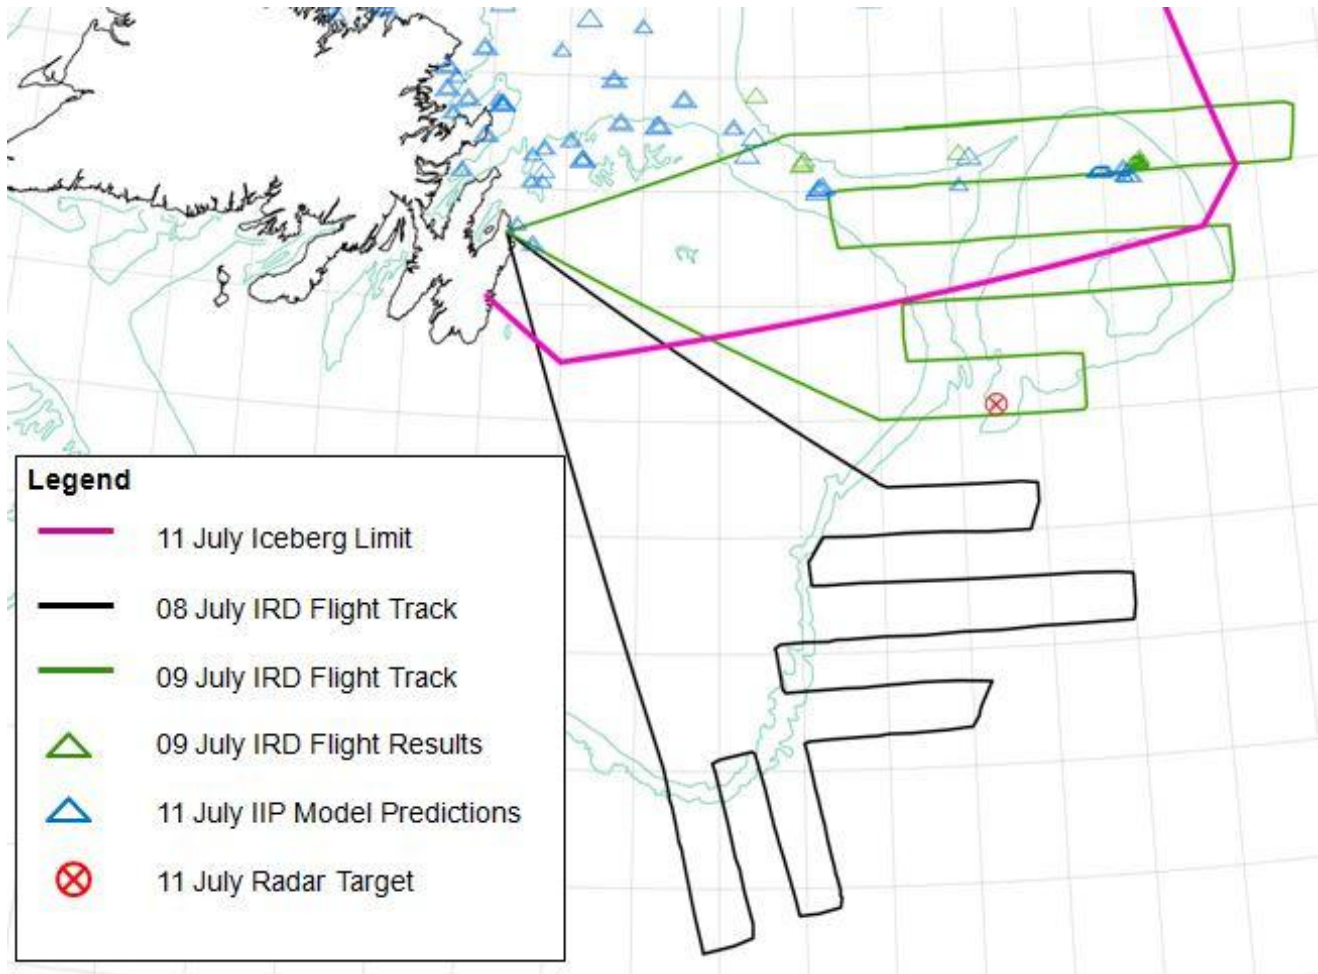 Legend
11 July Iceberg Limit
08 July IRD Flight Track
09 July IRD Flight Track
09 July IRD Flight Results
11 July IIP Model Predictions
11 July Radar Target